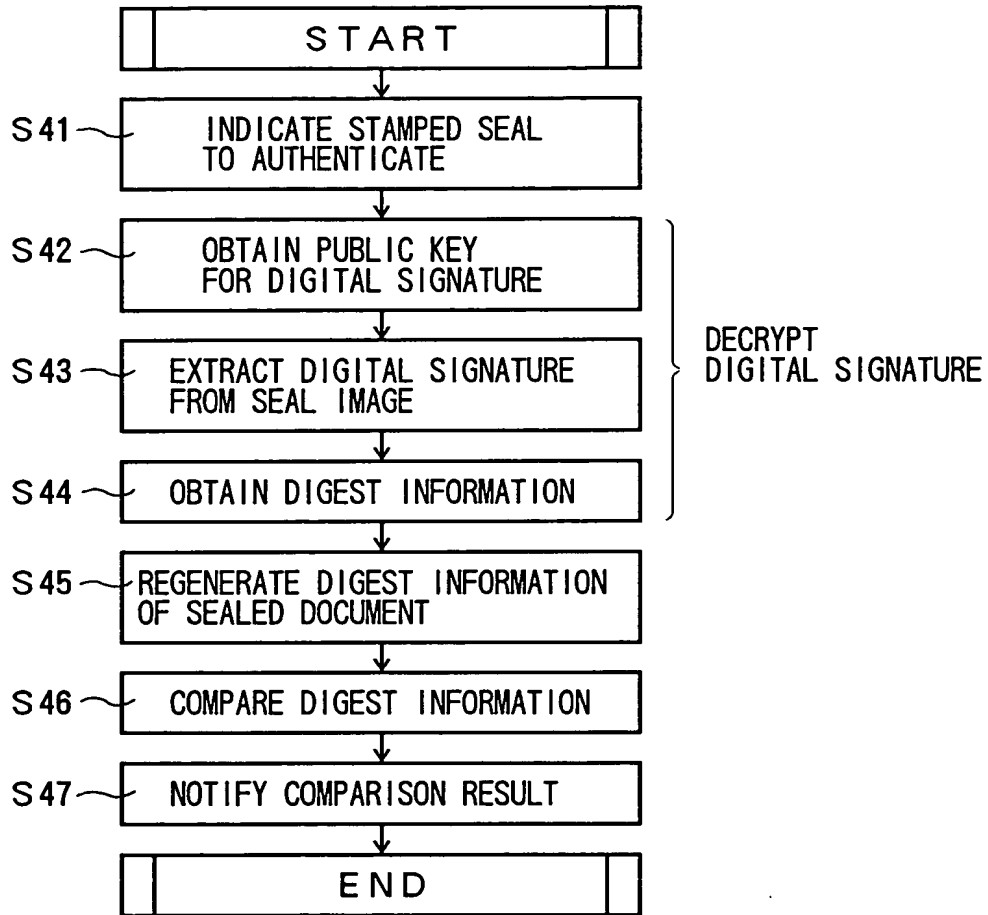 START
S41
INDICATE STAMPED SEAL
TO AUTHENTICATE
S42
OBTAIN PUBLIC KEY
FOR DIGITAL SIGNATURE
S43
EXTRACT DIGITAL SIGNATURE
FROM SEAL IMAGE
DECRYPT
DIGITAL SIGNATURE
S44
OBTAIN DIGEST INFORMATION
S45
REGENERATE DIGEST INFORMATION
OF SEALED DOCUMENT
S46
COMPARE DIGEST INFORMATION
S47
NOTIFY COMPARISON RESULT
END